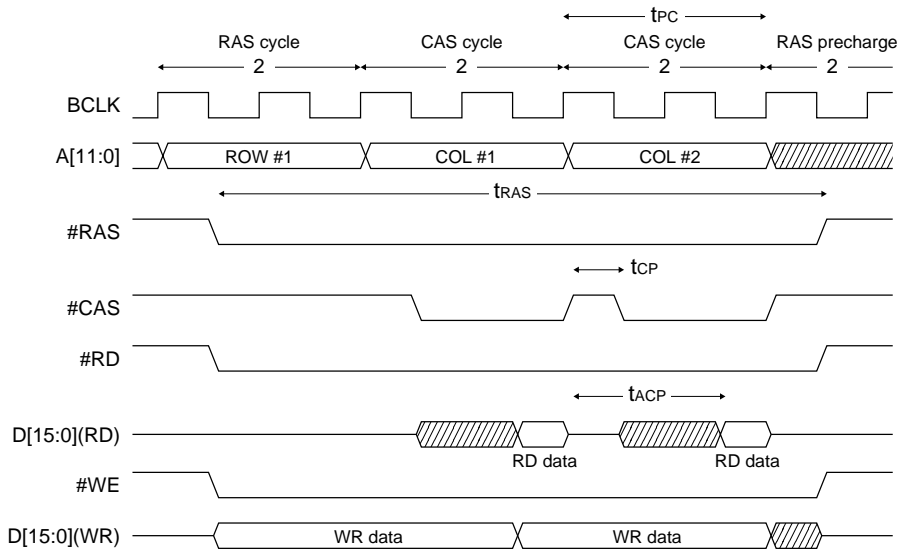 tPC
RAS cycle CAS cycle CAS cycle RAS precharge
2 2 2 2
BCLK
A[11:0] ROW #1 COL #1 COL #2
tRAS
#RAS
tCP
#CAS
#RD
tACP
D[15:0](RD)
RD data RD data
#WE
D[15:0](WR) WR data WR data